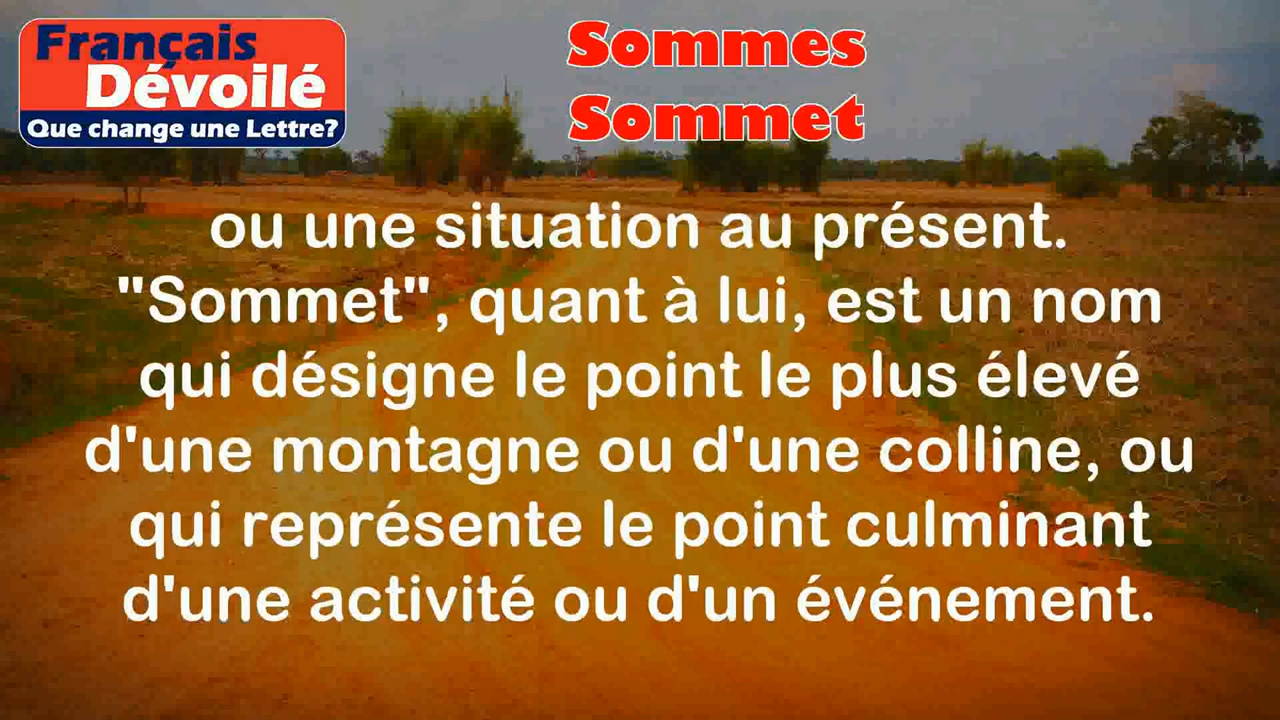 Français
Dévoilé
Que change une Lettre?
Sommes
Sommet
ou une situation au présent.
"Sommet", quant à lui, est un nom
qui désigne le point le plus élevé
d'une montagne ou d'une colline, ou
qui représente le point culminant
d'une activité ou d'un événement.